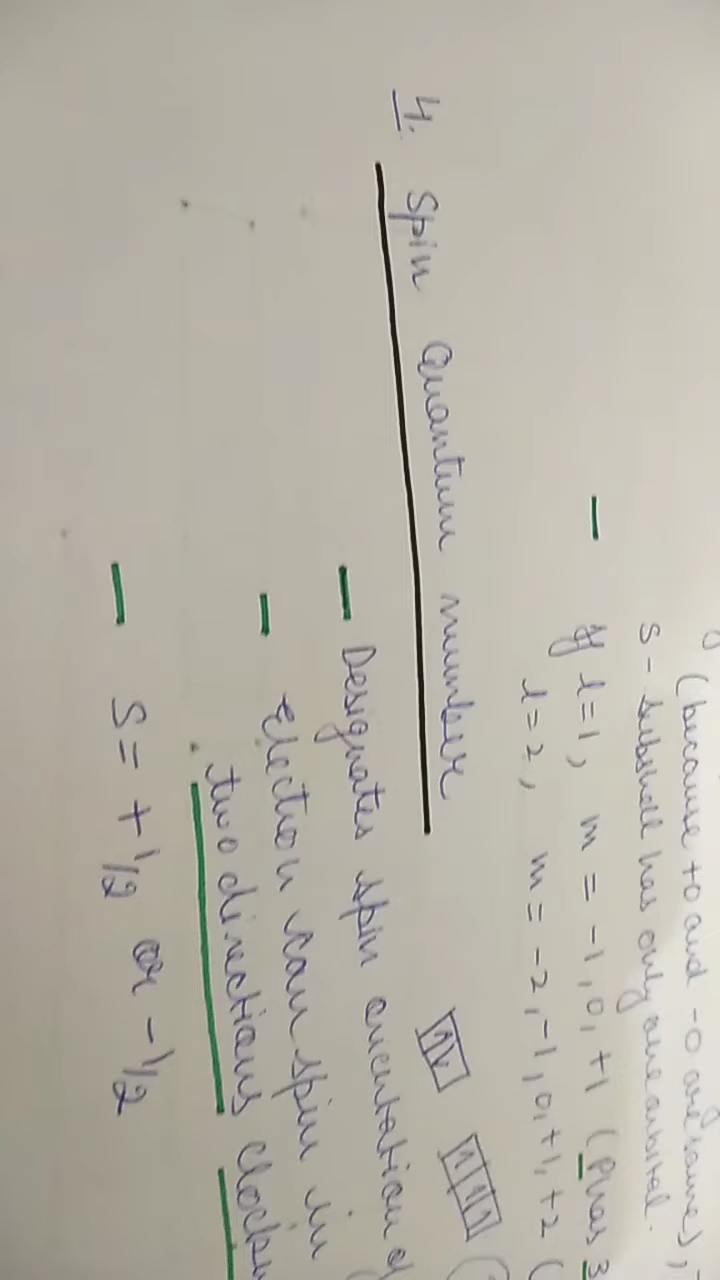 (because +0 and -0 are same),
s - subshell has only one orbital.
- If l=1, m = -1, 0, +1 (P has 3
l=2, m = -2, -1, 0, +1, +2 (
4. Spin Quantum number
- Designates spin orientation of
- Electron can spin in
two directions clock
- S = +1/2 or -1/2